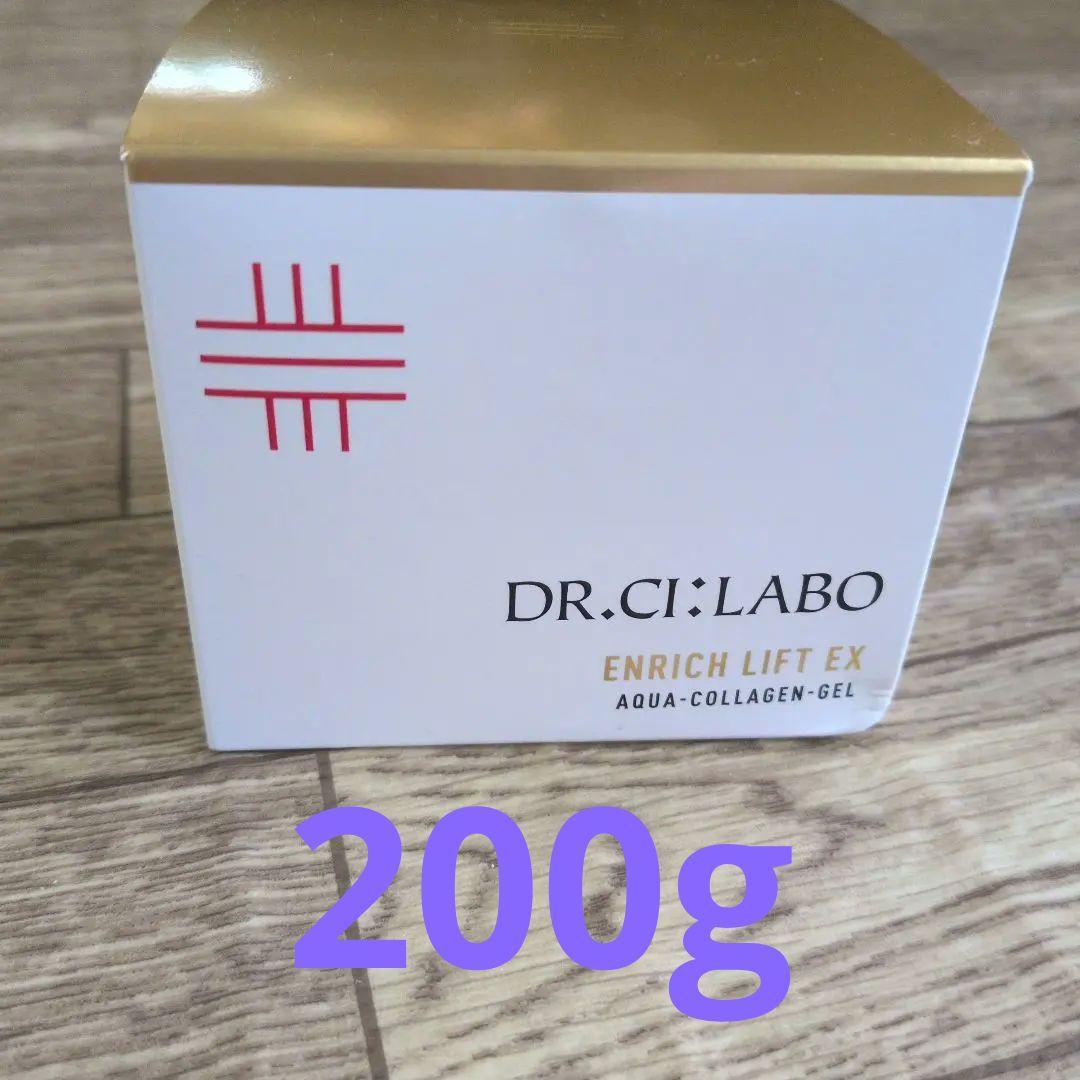 DR.CI:LABO
ENRICH LIFT EX
AQUA-COLLAGEN-GEL
200g